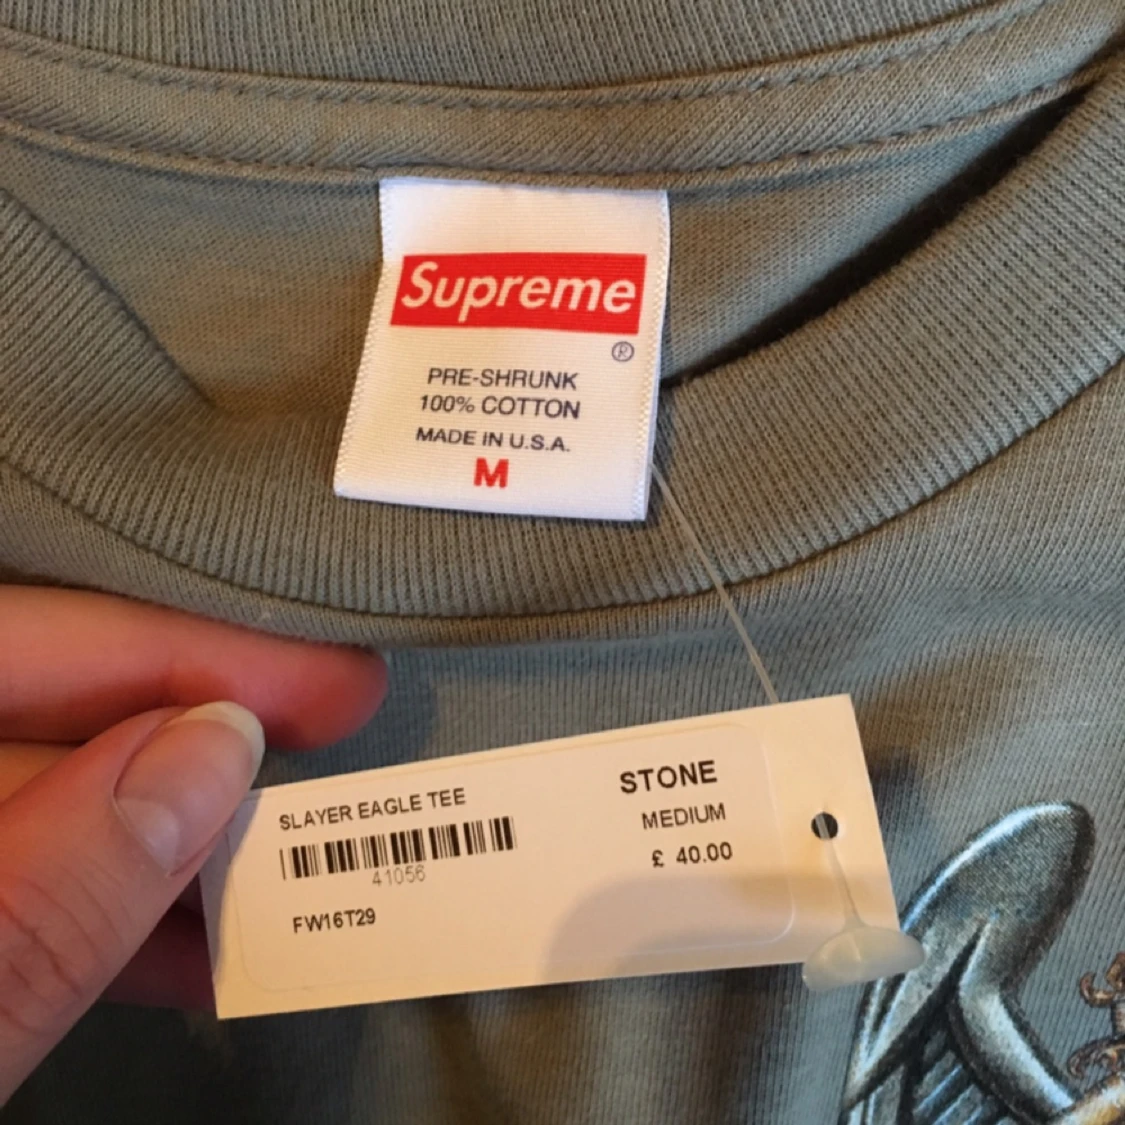 Supreme
®
PRE-SHRUNK
100% COTTON
MADE IN U.S.A.
M
SLAYER EAGLE TEE
41056
FW16T29
STONE
MEDIUM
£ 40.00